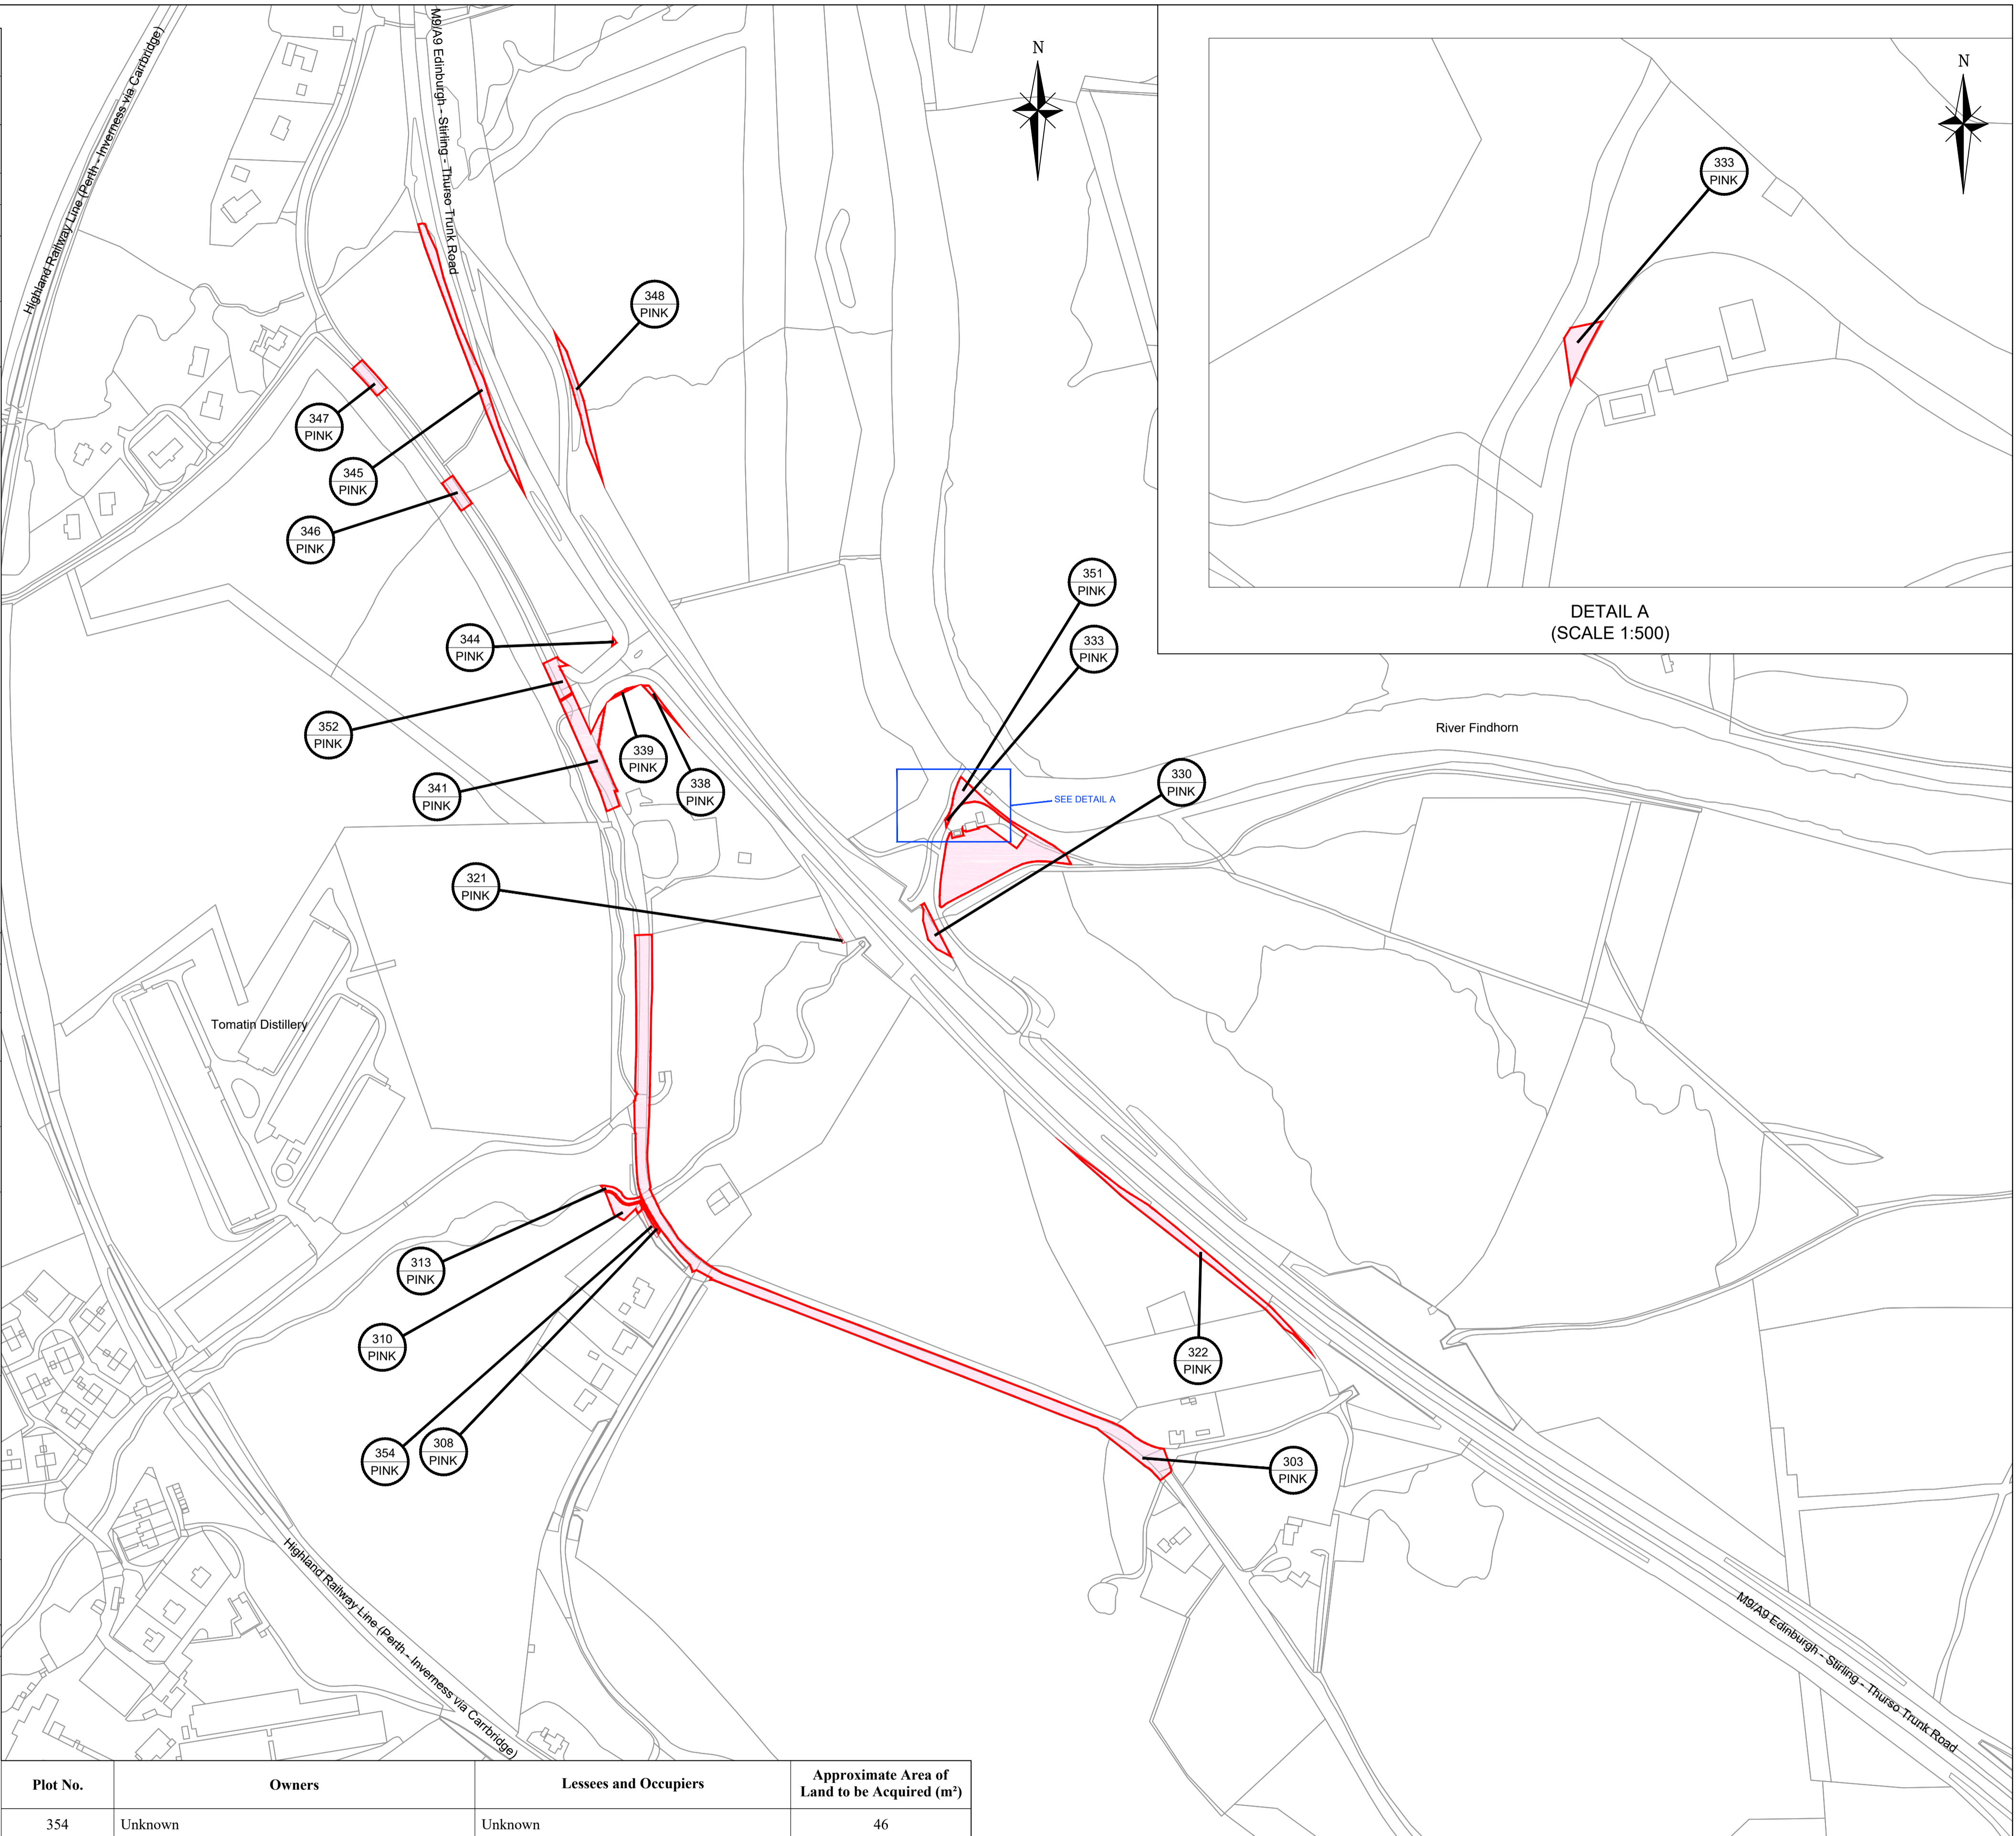 Highland Railway Line (Perth - Inverness via Carrbridge)
M9/A9 Edinburgh - Stirling - Thurso Trunk Road
N
N
333
PINK
348
PINK
347
PINK
345
PINK
346
PINK
DETAIL A
(SCALE 1:500)
351
PINK
344
PINK
333
PINK
352
PINK
339
PINK
338
PINK
341
PINK
River Findhorn
330
PINK
SEE DETAIL A
321
PINK
Tomatin Distillery
313
PINK
310
PINK
322
PINK
354
PINK
308
PINK
303
PINK
Highland Railway Line (Perth - Inverness via Carrbridge)
M9/A9 Edinburgh - Stirling - Thurso Trunk Road
Plot No. Owners Lessees and Occupiers Approximate Area of
Land to be Acquired (m²)
354 Unknown Unknown 46